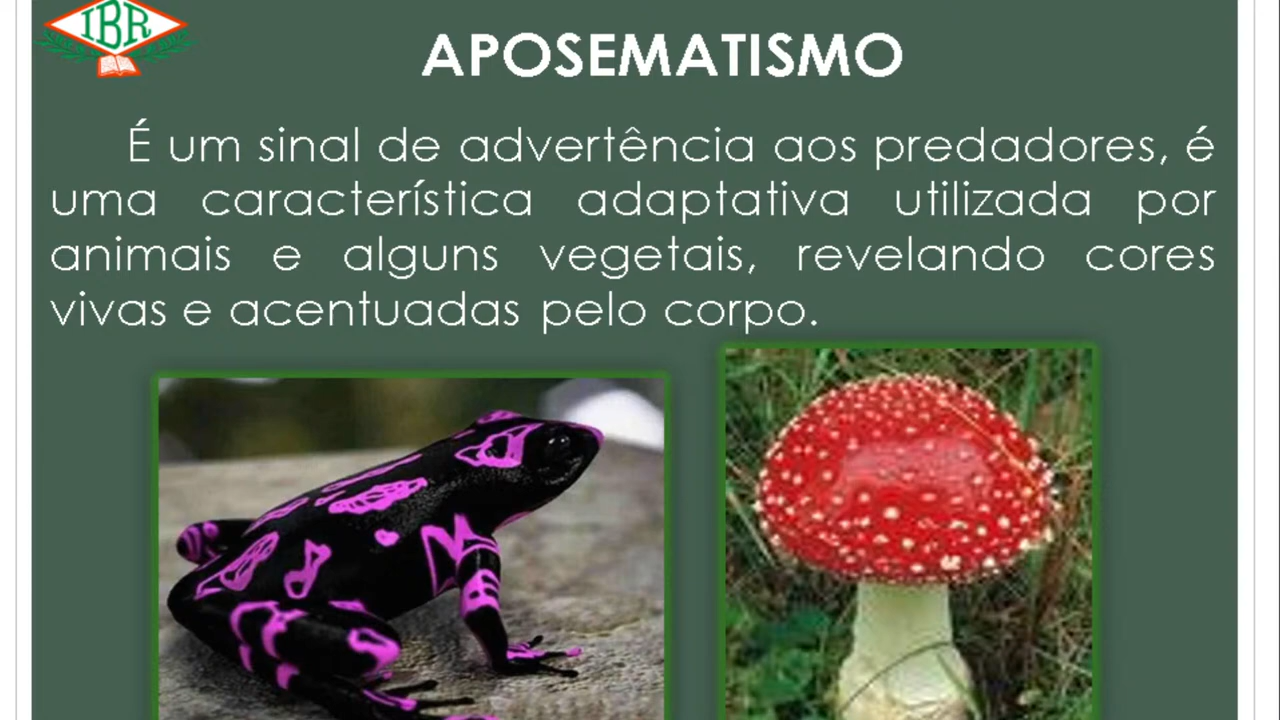 IBR
APOSEMATISMO
É um sinal de advertência aos predadores, é
uma característica adaptativa utilizada por
animais e alguns vegetais, revelando cores
vivas e acentuadas pelo corpo.